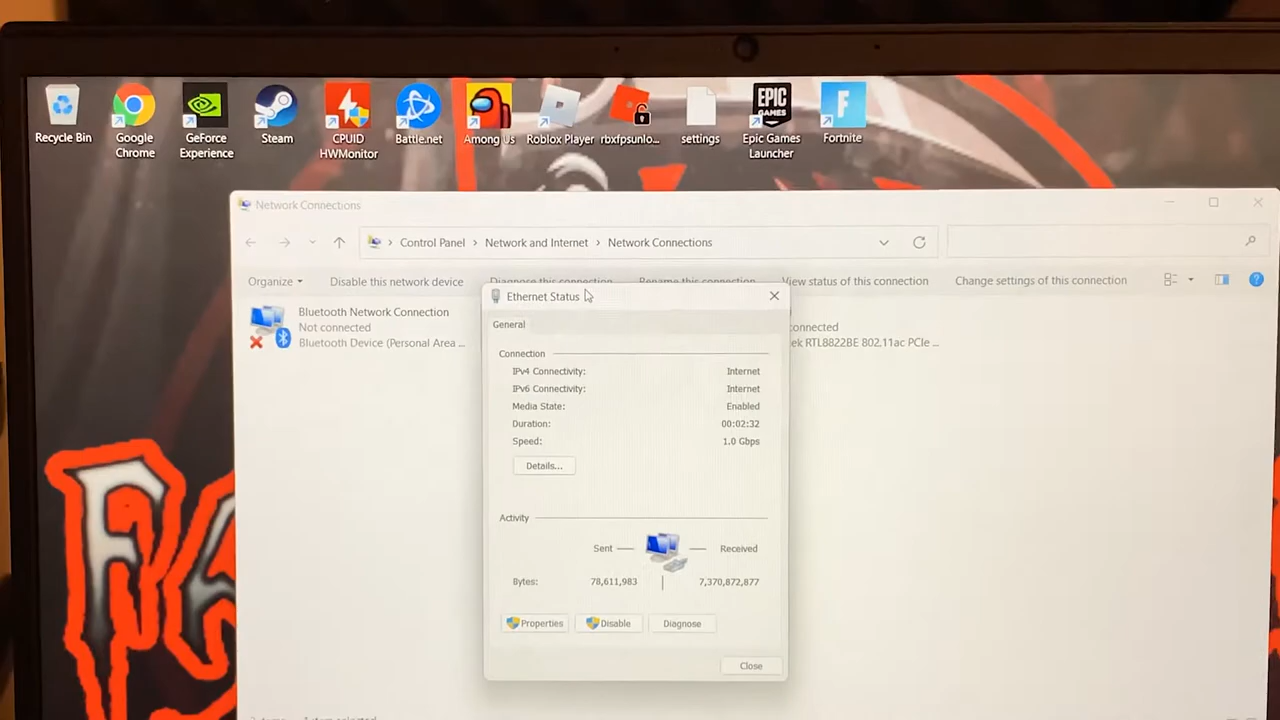 Recycle Bin
Google
Chrome
GeForce
Experience
Steam
CPUID
HWMonitor
Battle.net
Among Us
Roblox Player
rbxfpsunlo...
settings
EPIC
GAMES
Epic Games
Launcher
F
Fortnite
Network Connections
Control Panel > Network and Internet > Network Connections
Organize
Disable this network device
Diagnose this connection
Rename this connection
View status of this connection
Change settings of this connection
Bluetooth Network Connection
Not connected
Bluetooth Device (Personal Area ...
connected
ek RTL8822BE 802.11ac PCIe ...
Ethernet Status
General
Connection
IPv4 Connectivity: Internet
IPv6 Connectivity: Internet
Media State: Enabled
Duration: 00:02:32
Speed: 1.0 Gbps
Details...
Activity
Sent — — Received
Bytes: 78,611,983 | 7,370,872,877
Properties
Disable
Diagnose
Close